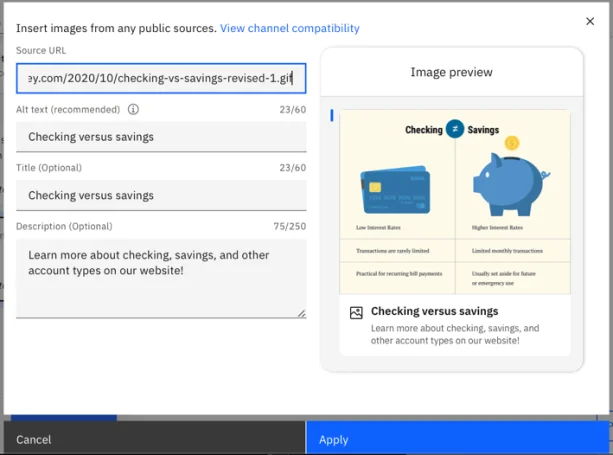 Insert images from any public sources. View channel compatibility
Source URL
ey.com/2020/10/checking-vs-savings-revised-1.gif
Alt text (recommended) 23/60
Checking versus savings
Title (Optional) 23/60
Checking versus savings
Description (Optional) 75/250
Learn more about checking, savings, and other
account types on our website!
Image preview
Checking ≠ Savings
Low Interest Rates
Higher Interest Rates
Transactions are rarely limited
Limited monthly transactions
Practical for recurring bill payments
Usually set aside for future
or emergency use
Checking versus savings
Learn more about checking, savings, and
other account types on our website!
Cancel
Apply